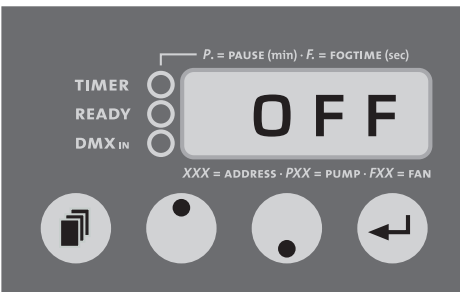 P. = PAUSE (min) · F. = FOGTIME (sec)
TIMER
READY
DMX IN
OFF
XXX = ADDRESS · PXX = PUMP · FXX = FAN